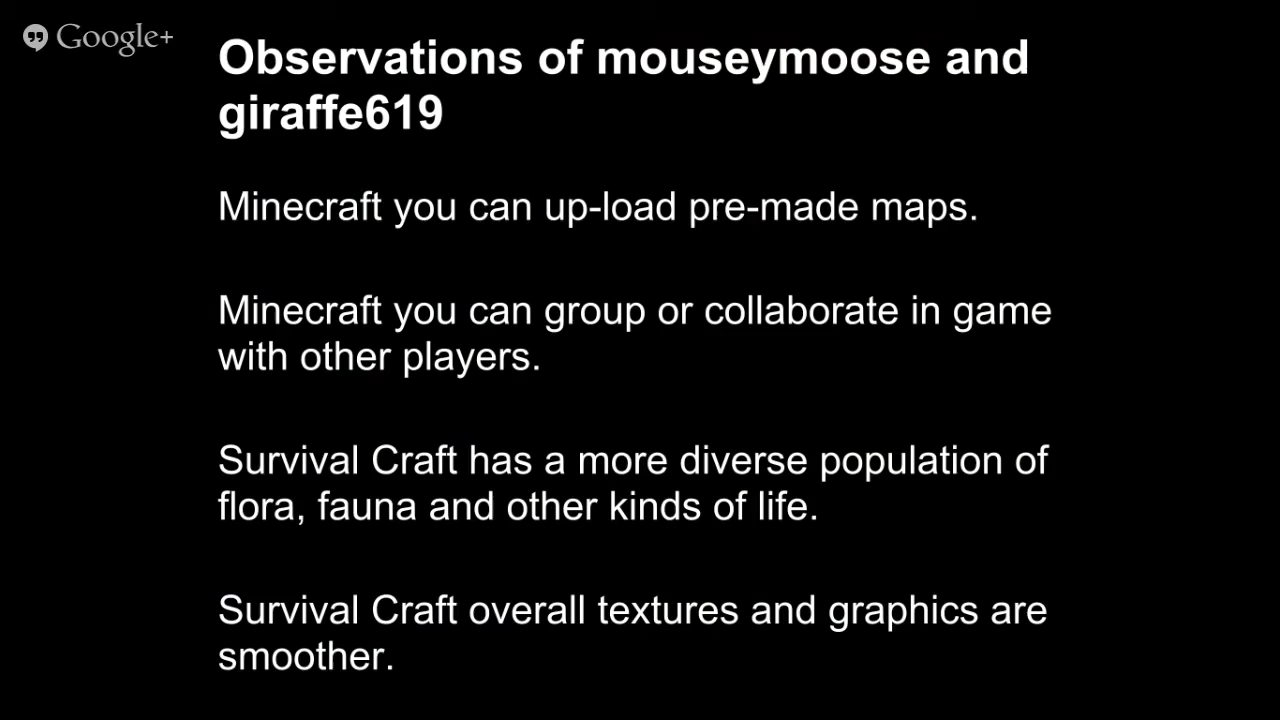 Google+
Observations of mouseymoose and
giraffe619
Minecraft you can up-load pre-made maps.
Minecraft you can group or collaborate in game
with other players.
Survival Craft has a more diverse population of
flora, fauna and other kinds of life.
Survival Craft overall textures and graphics are
smoother.